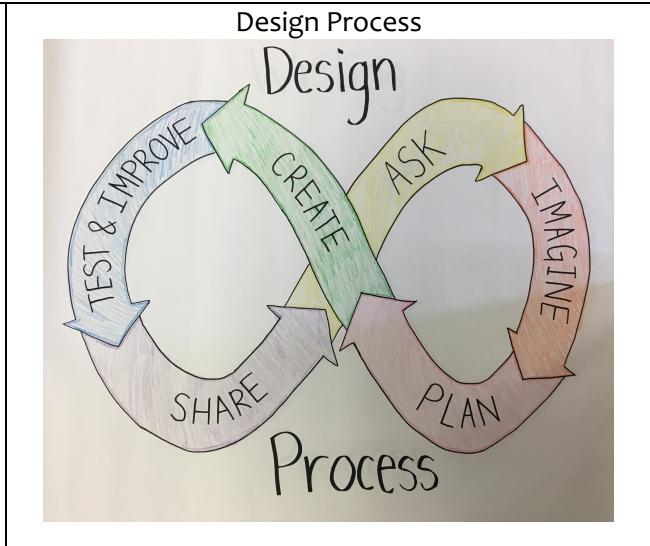 Design Process
Design
ASK
IMAGINE
PLAN
CREATE
TEST & IMPROVE
SHARE
Process